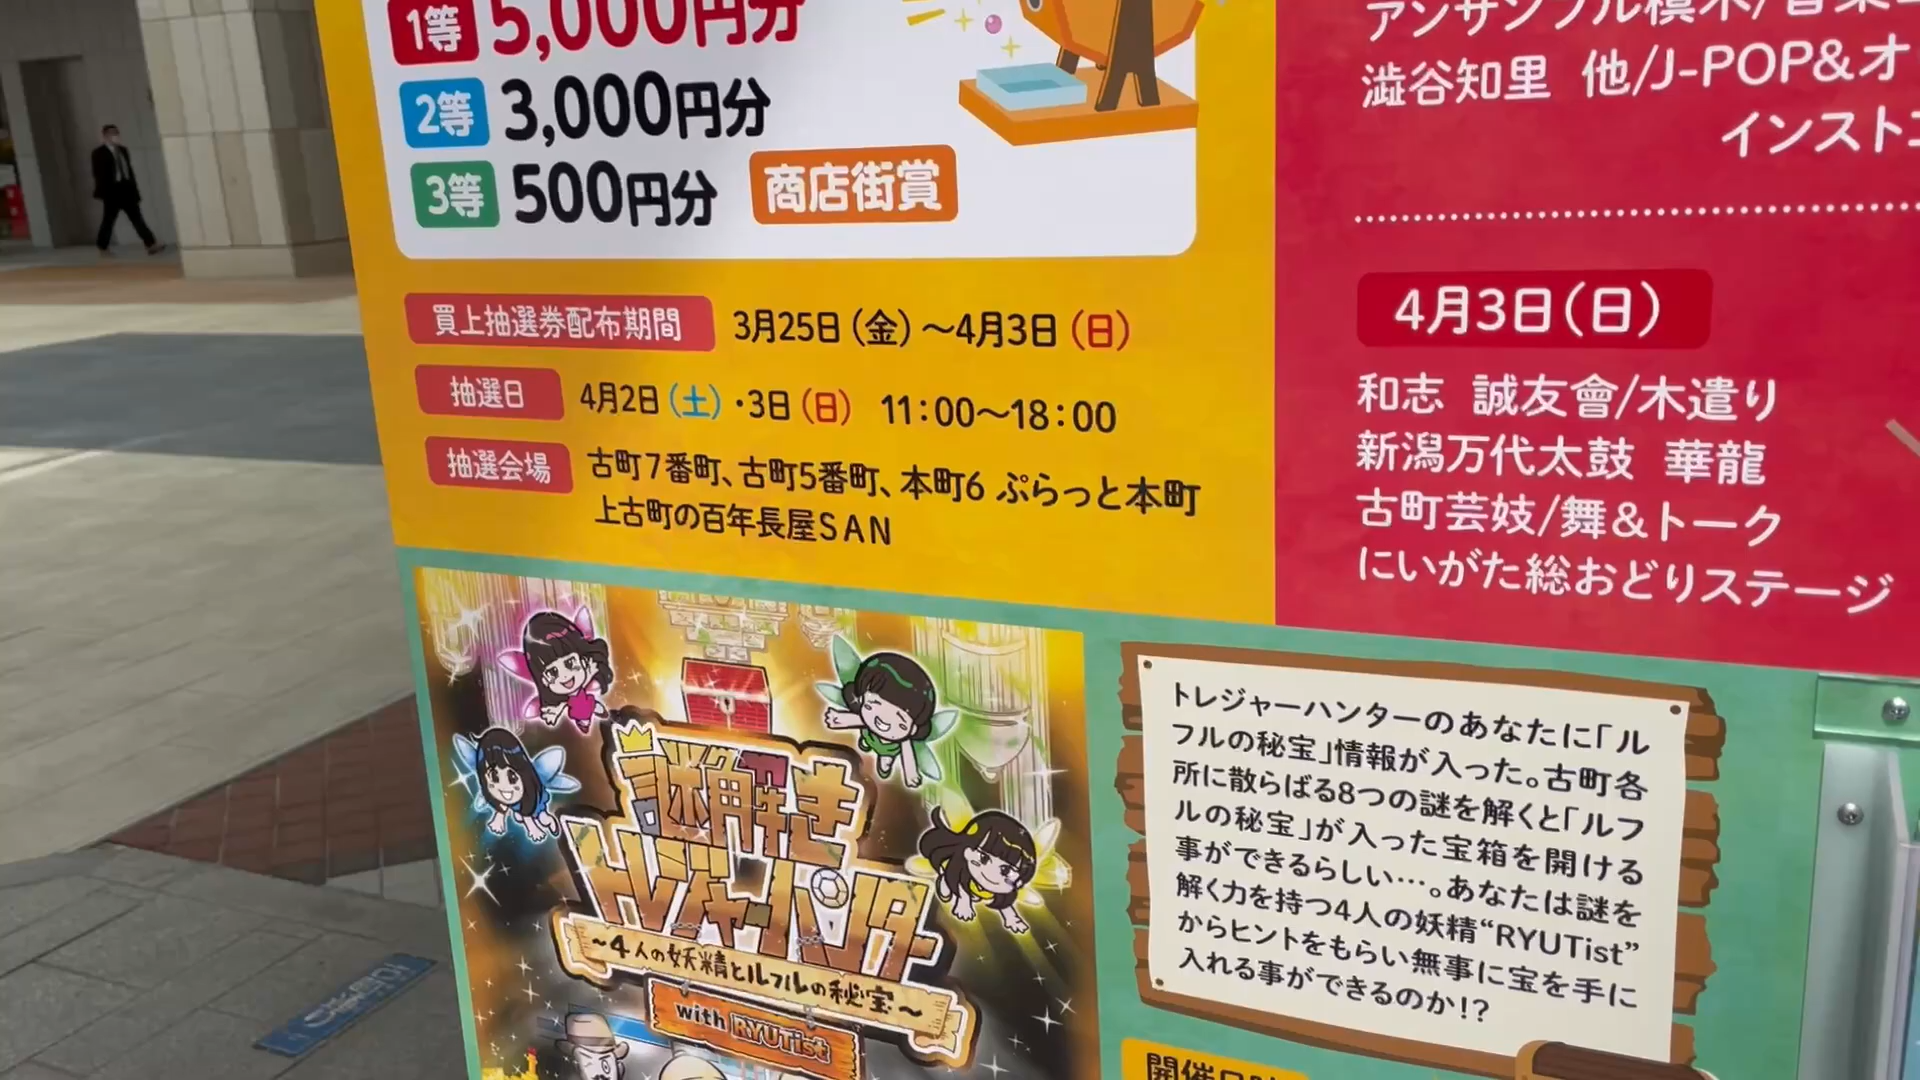 1等 5,000円分
2等 3,000円分
3等 500円分 商店街賞
買上抽選券配布期間 3月25日(金)〜4月3日(日)
抽選日 4月2日(土)・3日(日) 11:00〜18:00
抽選会場 古町7番町、古町5番町、本町6 ぷらっと本町
上古町の百年長屋SAN
澁谷知里 他/J-POP&オ
インスト
4月3日(日)
和志 誠友會/木遣り
新潟万代太鼓 華龍
古町芸妓/舞&トーク
にいがた総おどりステージ
謎解き
トレジャーハンター
〜4人の妖精とルフルの秘宝〜
with RYUTist
トレジャーハンターのあなたに「ル
フルの秘宝」情報が入った。古町各
所に散らばる8つの謎を解くと「ルフ
ルの秘宝」が入った宝箱を開ける
事ができるらしい…。あなたは謎を
解く力を持つ4人の妖精“RYUTist”
からヒントをもらい無事に宝を手に
入れる事ができるのか!?